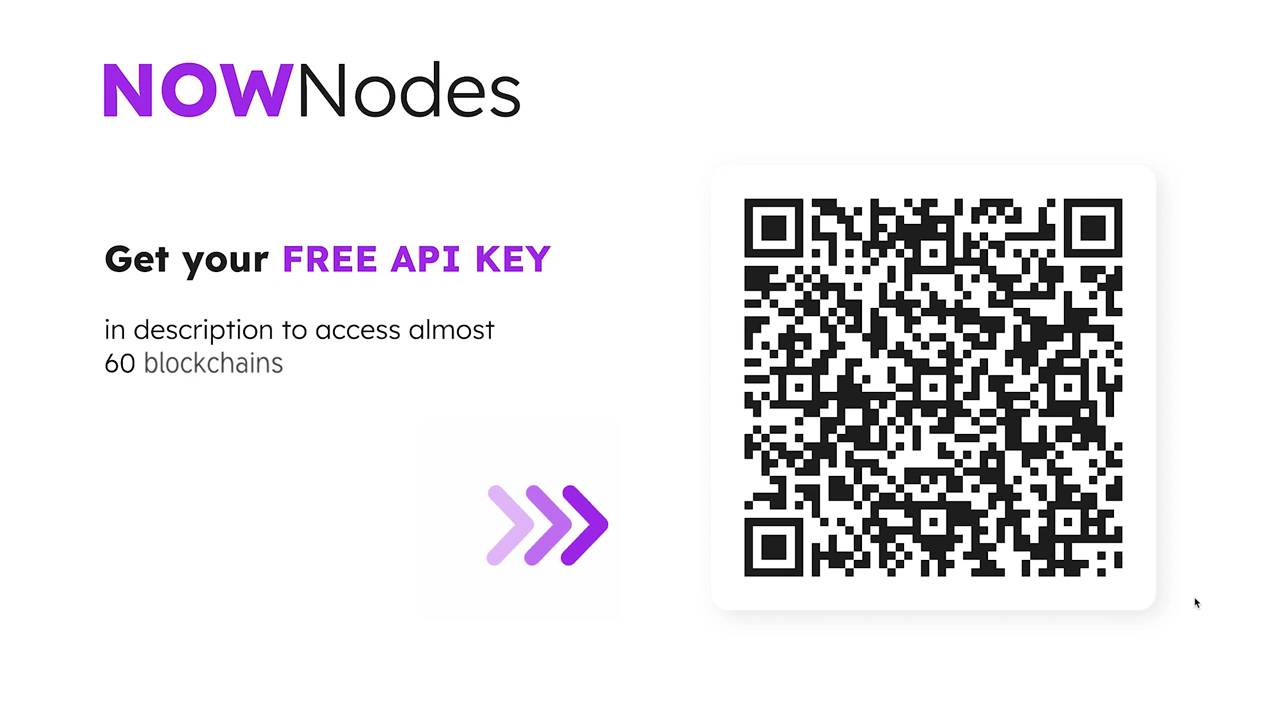 NOWNodes
Get your FREE API KEY
in description to access almost
60 blockchains